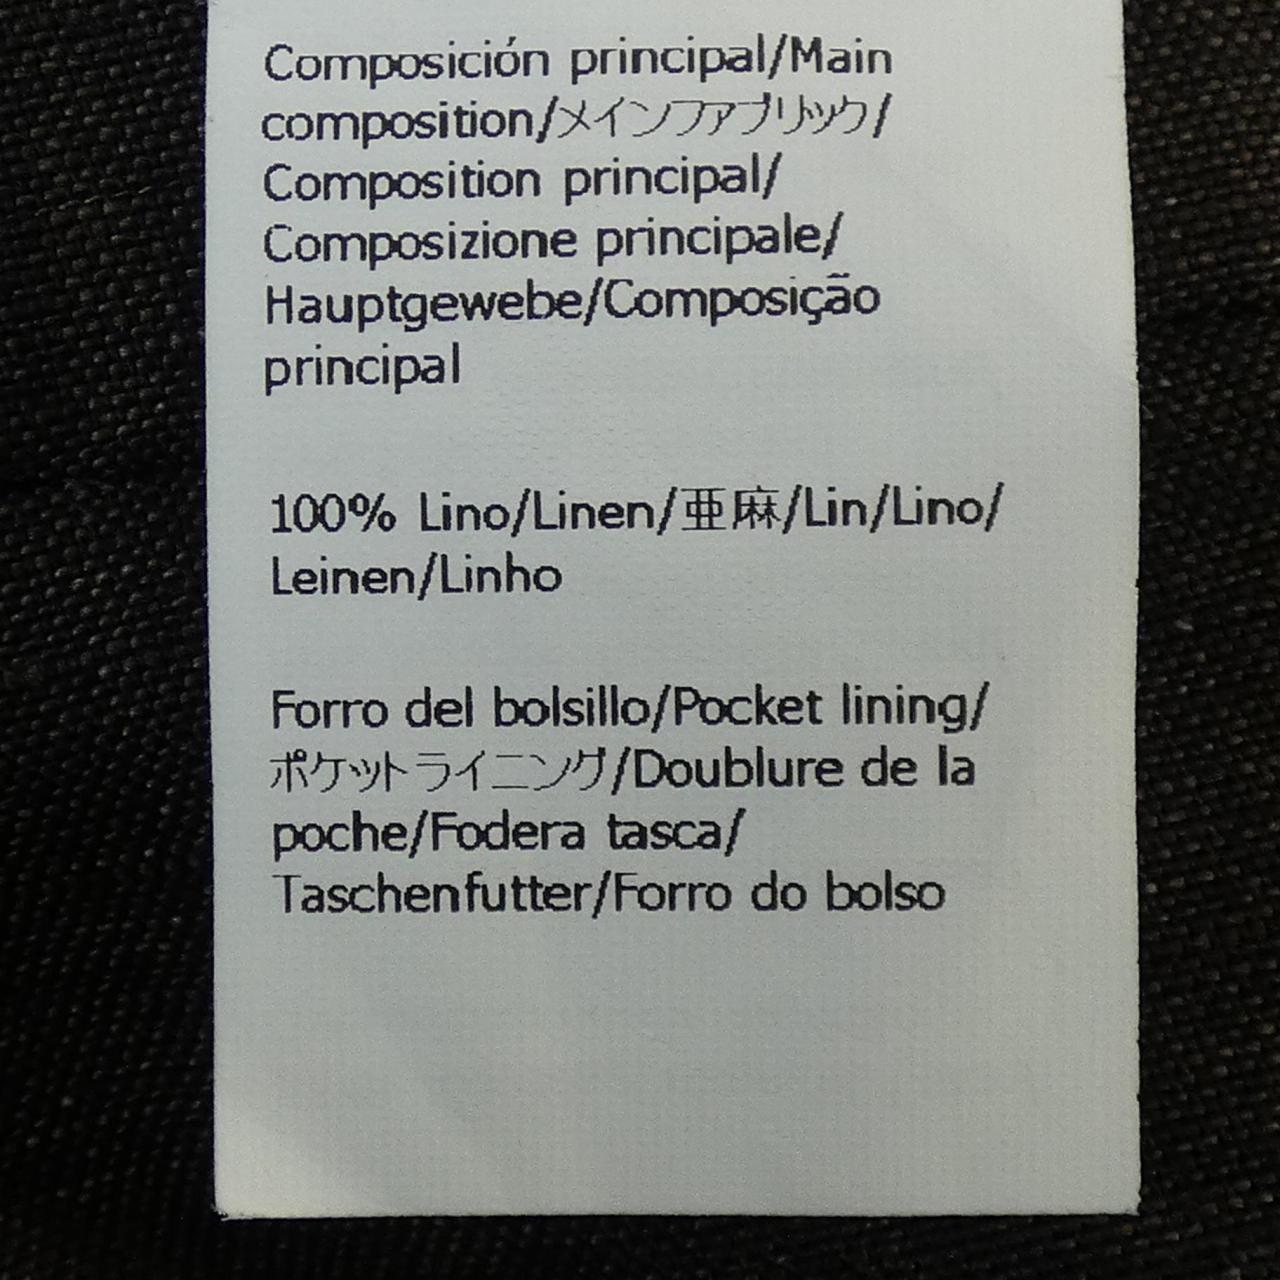 Composición principal/Main
composition/メインファブリック/
Composition principal/
Composizione principale/
Hauptgewebe/Composição
principal
100% Lino/Linen/亜麻/Lin/Lino/
Leinen/Linho
Forro del bolsillo/Pocket lining/
ポケットライニング/Doublure de la
poche/Fodera tasca/
Taschenfutter/Forro do bolso